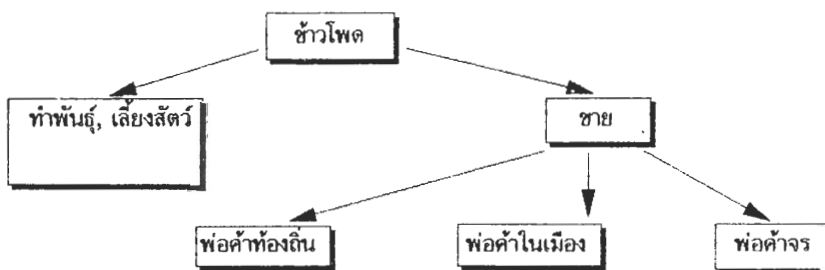 ข้าวโพด
ทำพันธุ์, เลี้ยงสัตว์
ขาย
พ่อค้าท้องถิ่น
พ่อค้าในเมือง
พ่อค้าจร